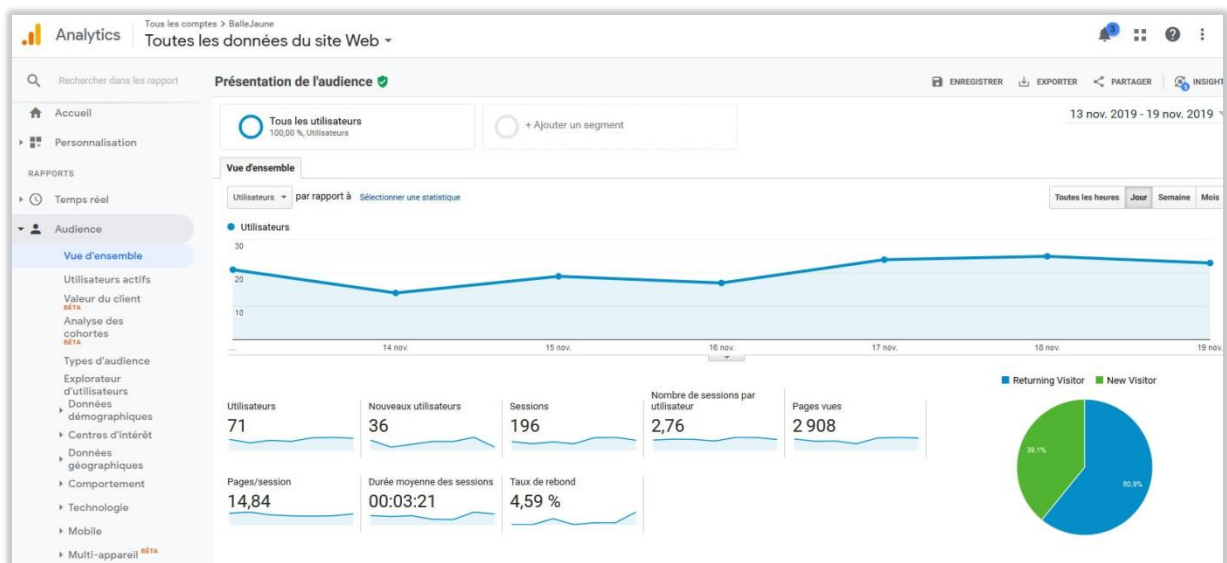 Analytics
Tous les comptes > BalleJaune
Toutes les données du site Web
3
Rechercher dans les rapport
Présentation de l'audience
ENREGISTRER
EXPORTER
PARTAGER
INSIGHT
1
Accueil
Personnalisation
RAPPORTS
Temps réel
Audience
Vue d'ensemble
Utilisateurs actifs
Valeur du client
BÊTA
Analyse des
cohortes
BÊTA
Types d'audience
Explorateur
d'utilisateurs
Données
démographiques
Centres d'intérêt
Données
géographiques
Comportement
Technologie
Mobile
Multi-appareil BÊTA
Tous les utilisateurs
100,00 %, Utilisateurs
+ Ajouter un segment
13 nov. 2019 - 19 nov. 2019
Vue d'ensemble
Utilisateurs par rapport à Sélectionner une statistique
Toutes les heures Jour Semaine Mois
Utilisateurs
30
20
10
... 14 nov. 15 nov. 16 nov. 17 nov. 18 nov. 19 nov.
Utilisateurs
71
Nouveaux utilisateurs
36
Sessions
196
Nombre de sessions par
utilisateur
2,76
Pages vues
2 908
Pages/session
14,84
Durée moyenne des sessions
00:03:21
Taux de rebond
4,59 %
Returning Visitor New Visitor
39,1%
60,9%